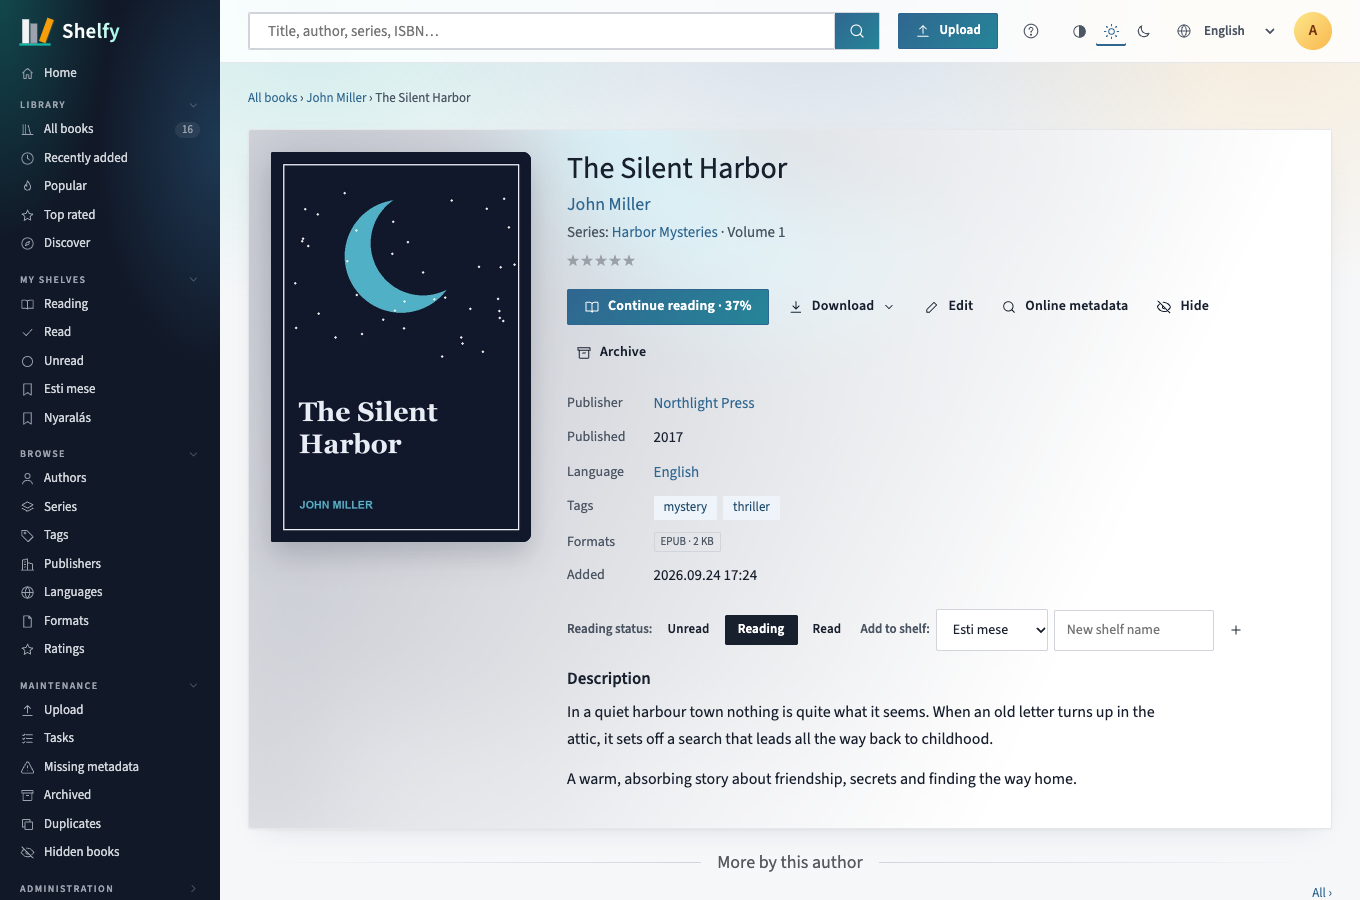 Shelfy
Home
LIBRARY
All books 16
Recently added
Popular
Top rated
Discover
MY SHELVES
Reading
Read
Unread
Esti mese
Nyaralás
BROWSE
Authors
Series
Tags
Publishers
Languages
Formats
Ratings
MAINTENANCE
Upload
Tasks
Missing metadata
Archived
Duplicates
Hidden books
ADMINISTRATION
Title, author, series, ISBN…
Upload
English
A
All books › John Miller › The Silent Harbor
The Silent
Harbor
JOHN MILLER
The Silent Harbor
John Miller
Series: Harbor Mysteries · Volume 1
★★★★★
Continue reading · 37% Download Edit Online metadata Hide
Archive
Publisher Northlight Press
Published 2017
Language English
Tags mystery thriller
Formats EPUB · 2 KB
Added 2026.09.24 17:24
Reading status: Unread Reading Read Add to shelf: Esti mese New shelf name +
Description
In a quiet harbour town nothing is quite what it seems. When an old letter turns up in the
attic, it sets off a search that leads all the way back to childhood.
A warm, absorbing story about friendship, secrets and finding the way home.
More by this author
All ›